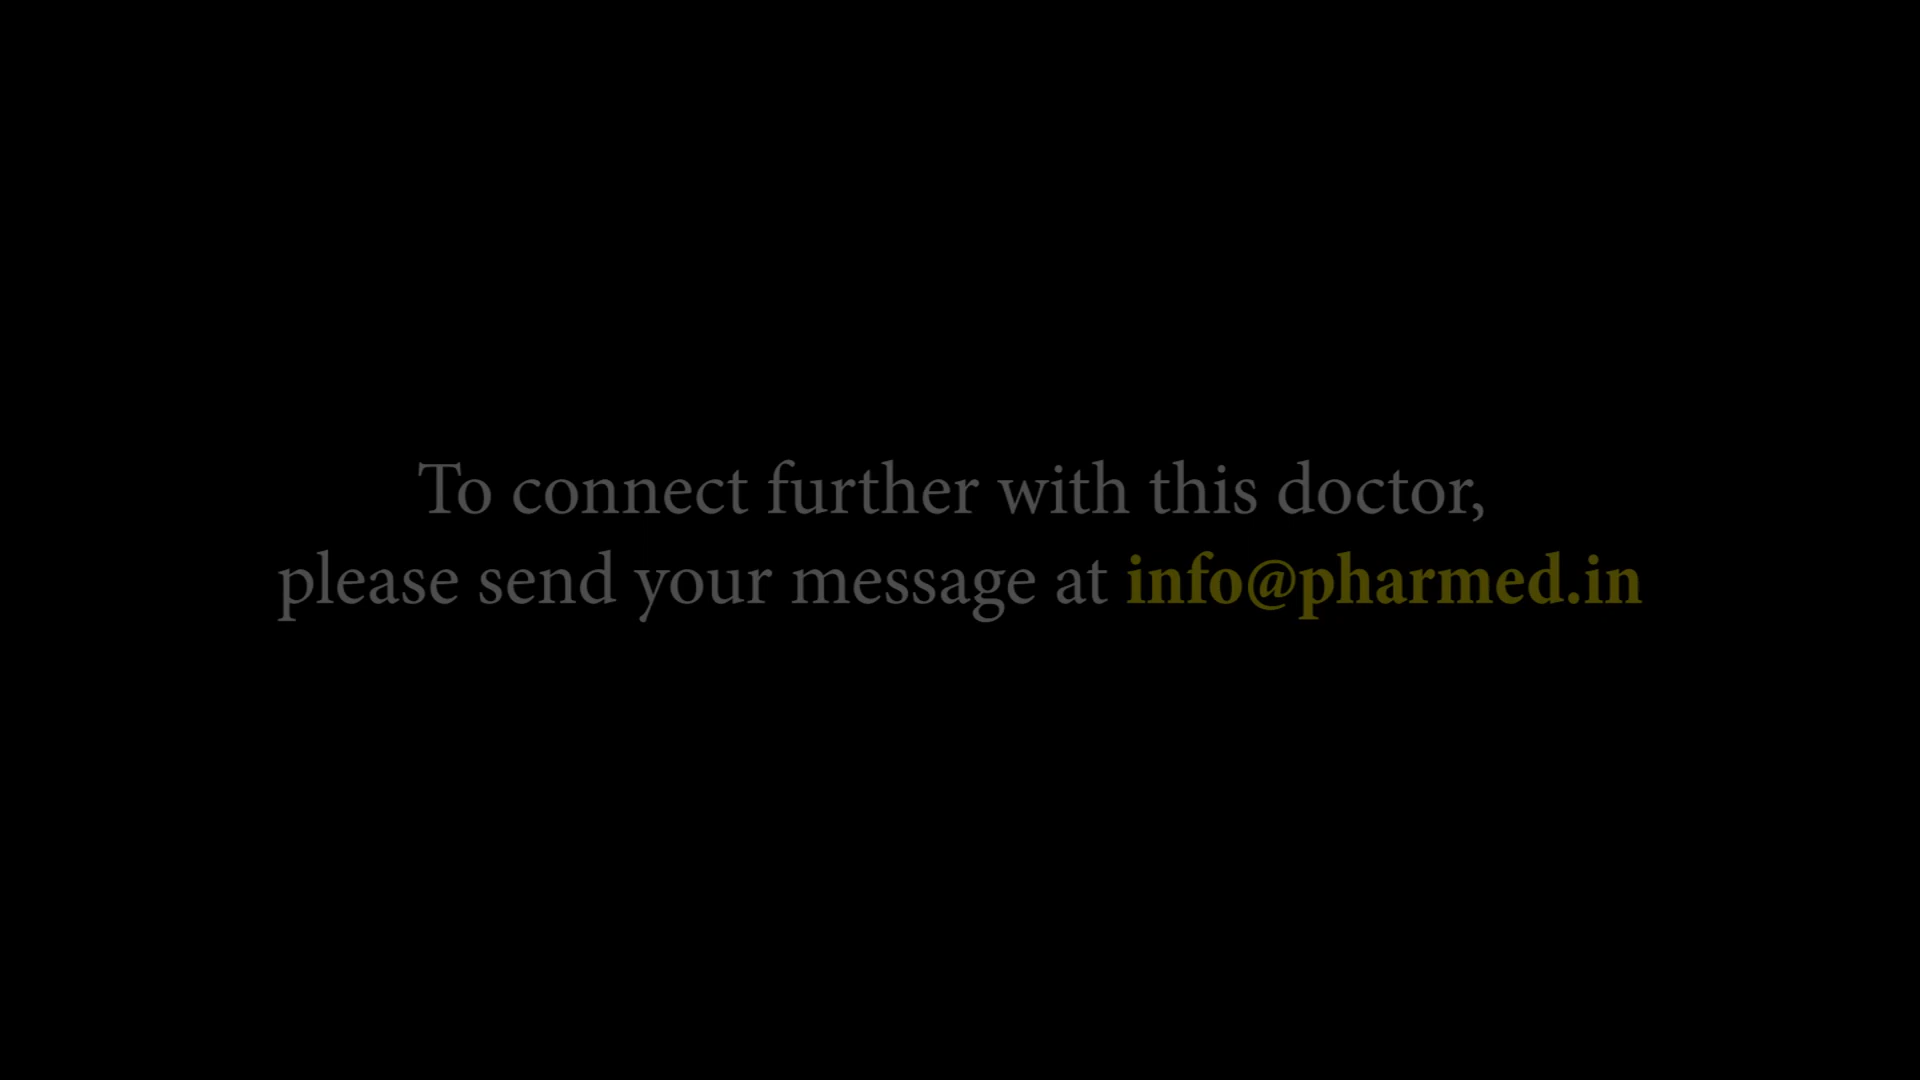 To connect further with this doctor,
please send your message at info@pharmed.in